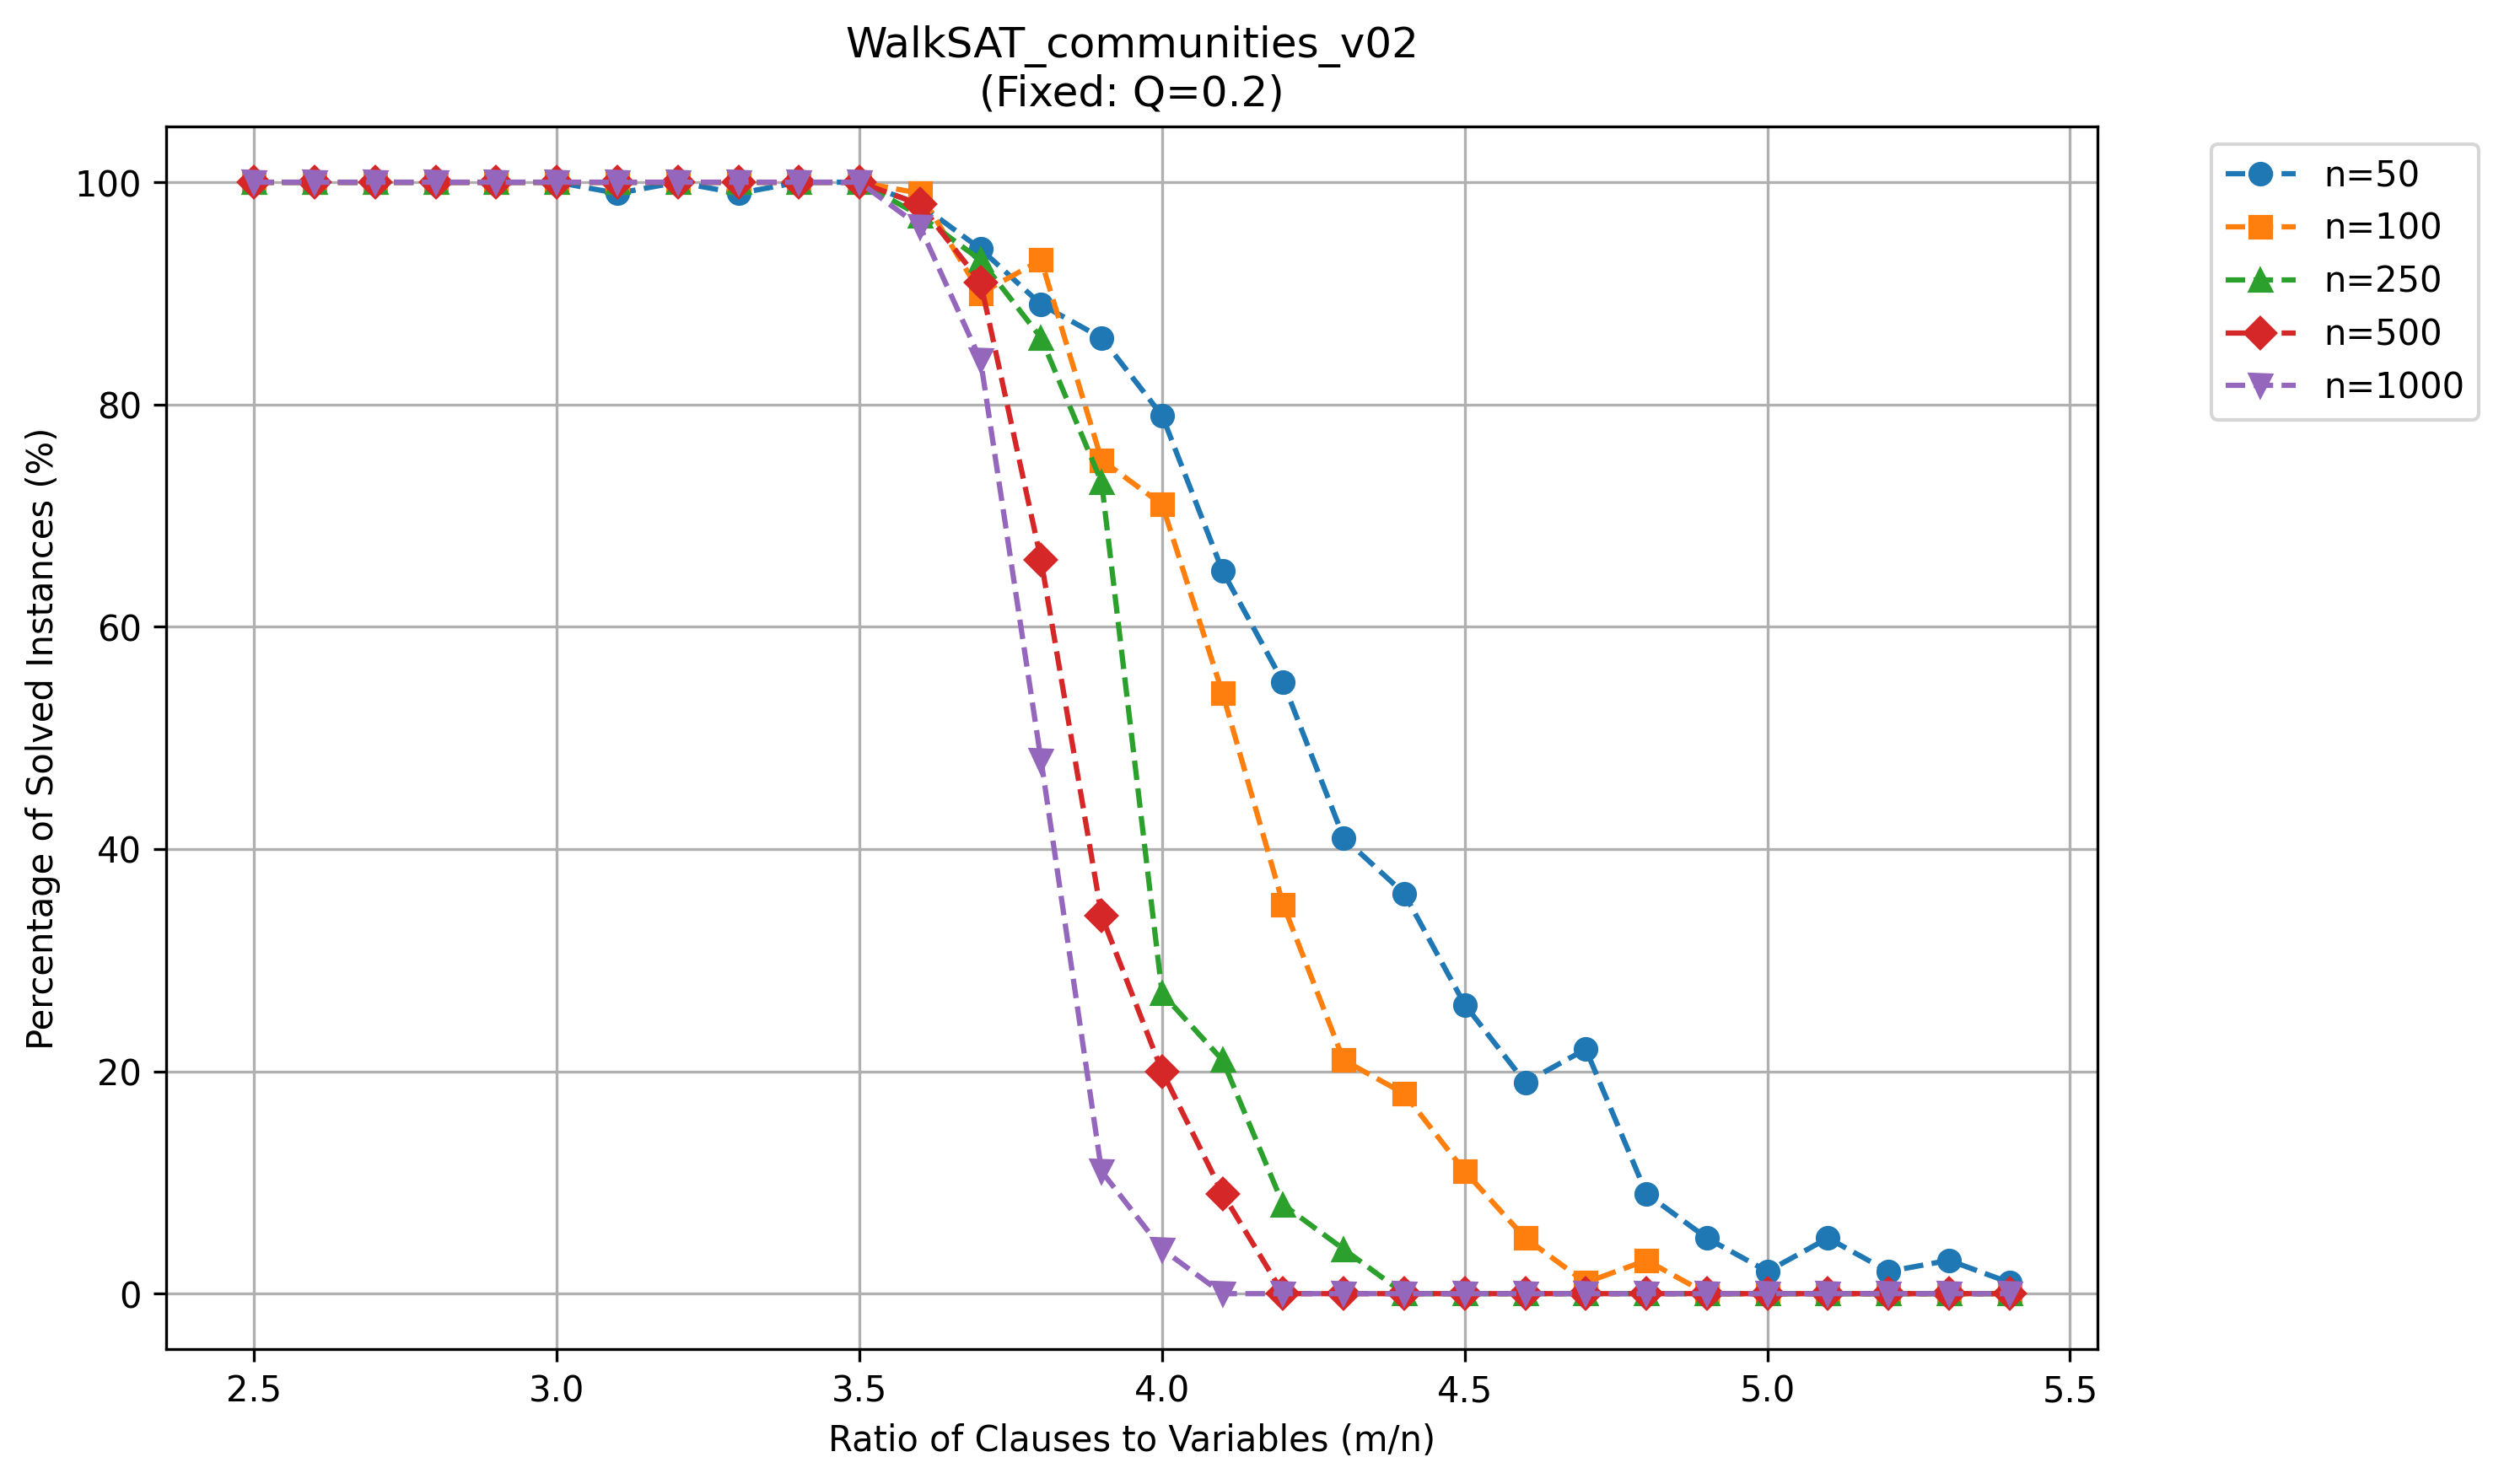 WalkSAT_communities_v02
(Fixed: Q=0.2)
Percentage of Solved Instances (%)
100
80
60
40
20
0
2.5
3.0
3.5
4.0
4.5
5.0
5.5
Ratio of Clauses to Variables (m/n)
n=50
n=100
n=250
n=500
n=1000